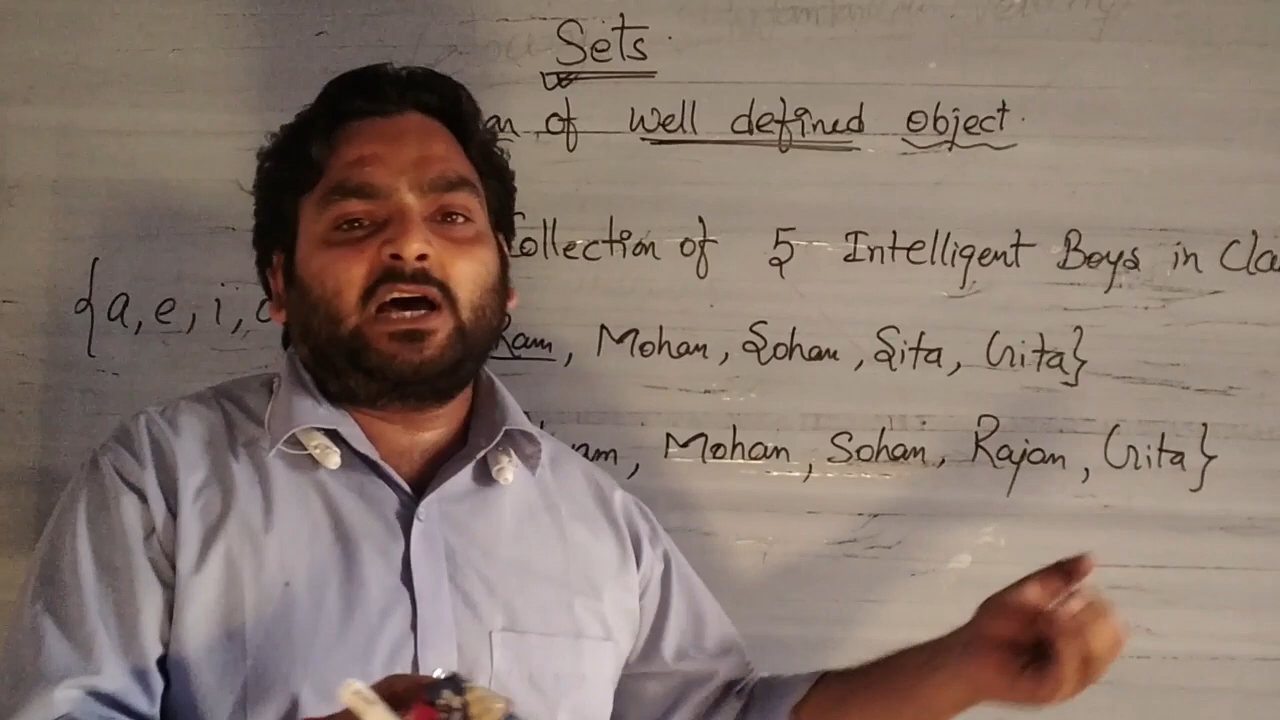 Sets
of well defined object
Collection of 5 Intelligent Boys in Cla
{a, e, i,
Ram, Mohan, Sohan, Sita, Gita}
Mohan, Sohan, Rajan, Gita}